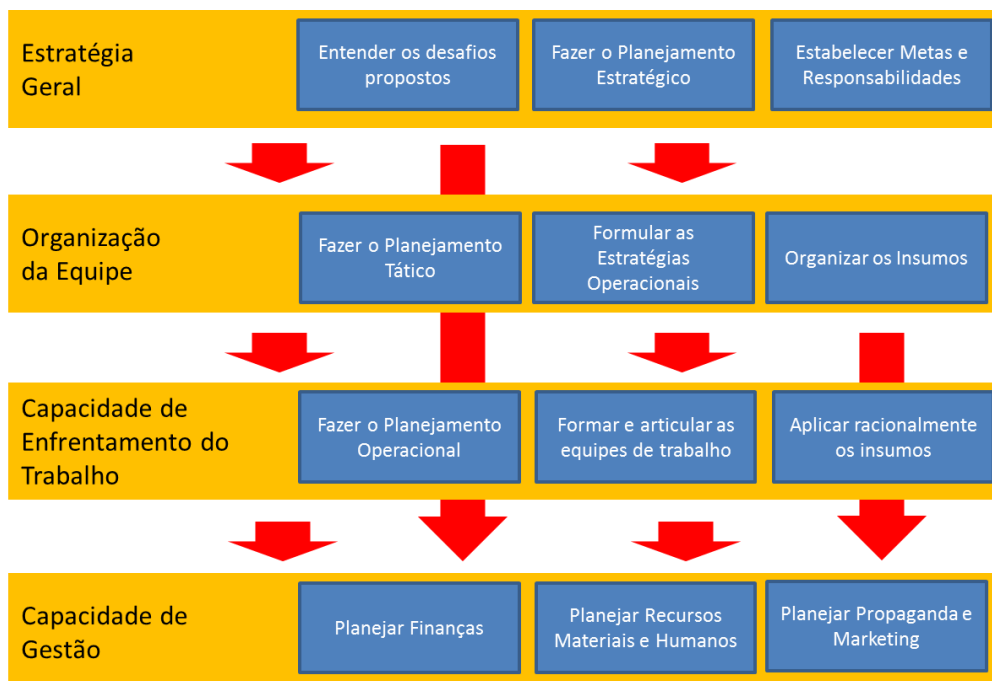 Estratégia
Geral
Entender os desafios
propostos
Fazer o Planejamento
Estratégico
Estabelecer Metas e
Responsabilidades
Organização
da Equipe
Fazer o Planejamento
Tático
Formular as
Estratégias
Operacionais
Organizar os Insumos
Capacidade de
Enfrentamento do
Trabalho
Fazer o Planejamento
Operacional
Formar e articular as
equipes de trabalho
Aplicar racionalmente
os insumos
Capacidade de
Gestão
Planejar Finanças
Planejar Recursos
Materiais e Humanos
Planejar Propaganda e
Marketing